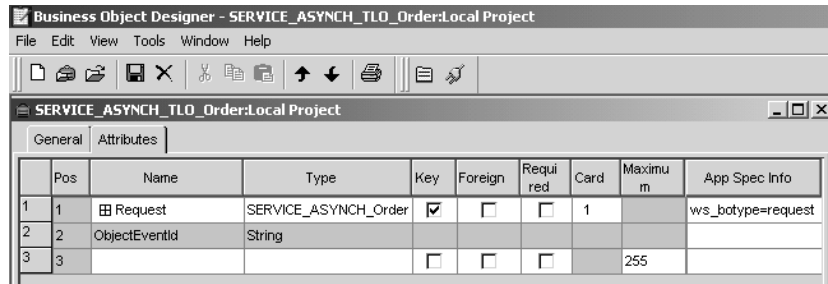 Business Object Designer - SERVICE_ASYNCH_TLO_Order:Local Project
File Edit View Tools Window Help
SERVICE_ASYNCH_TLO_Order:Local Project
General Attributes
Pos Name Type Key Foreign Requi red Card Maximu m App Spec Info
1 1 Request SERVICE_ASYNCH_Order 1 ws_botype=request
2 2 ObjectEventId String
3 3 255